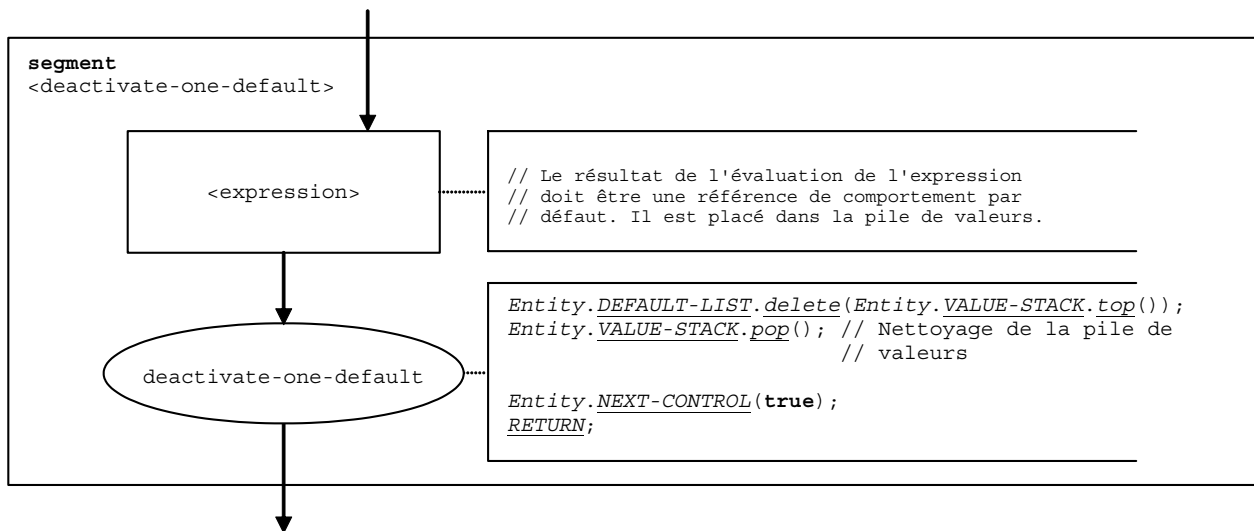 segment
<deactivate-one-default>
<expression>
// Le résultat de l'évaluation de l'expression
// doit être une référence de comportement par
// défaut. Il est placé dans la pile de valeurs.
deactivate-one-default
Entity.DEFAULT-LIST.delete(Entity.VALUE-STACK.top());
Entity.VALUE-STACK.pop(); // Nettoyage de la pile de
// valeurs
Entity.NEXT-CONTROL(true);
RETURN;